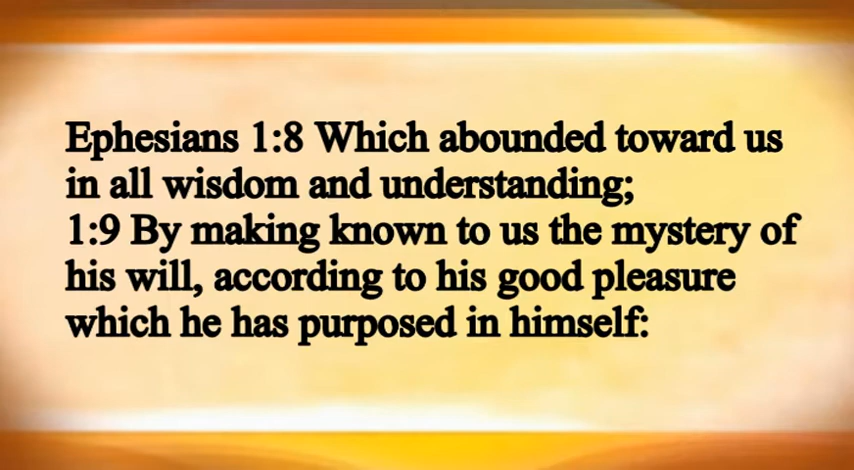 Ephesians 1:8 Which abounded toward us
in all wisdom and understanding;
1:9 By making known to us the mystery of
his will, according to his good pleasure
which he has purposed in himself: